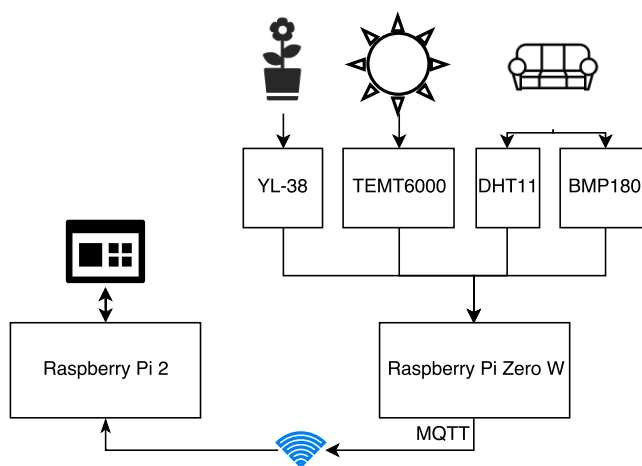 YL-38
TEMT6000
DHT11
BMP180
Raspberry Pi 2
Raspberry Pi Zero W
MQTT